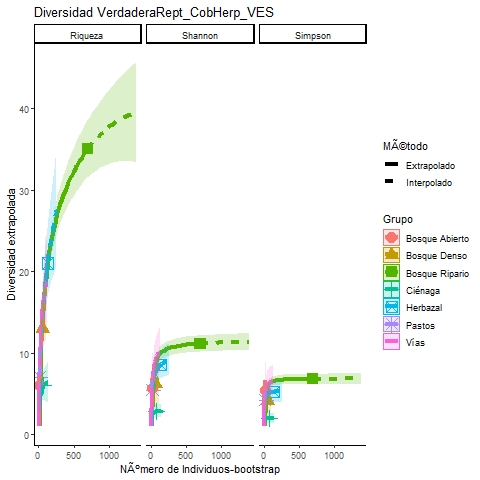 Diversidad VerdaderaRept_CobHerp_VES
Riqueza
Shannon
Simpson
Diversidad extrapolada
40
30
20
10
0
0
500
1000
0
500
1000
0
500
1000
NÃºmero de Individuos-bootstrap
MÃ©todo
Extrapolado
Interpolado
Grupo
Bosque Abierto
Bosque Denso
Bosque Ripario
Ciénaga
Herbazal
Pastos
Vías